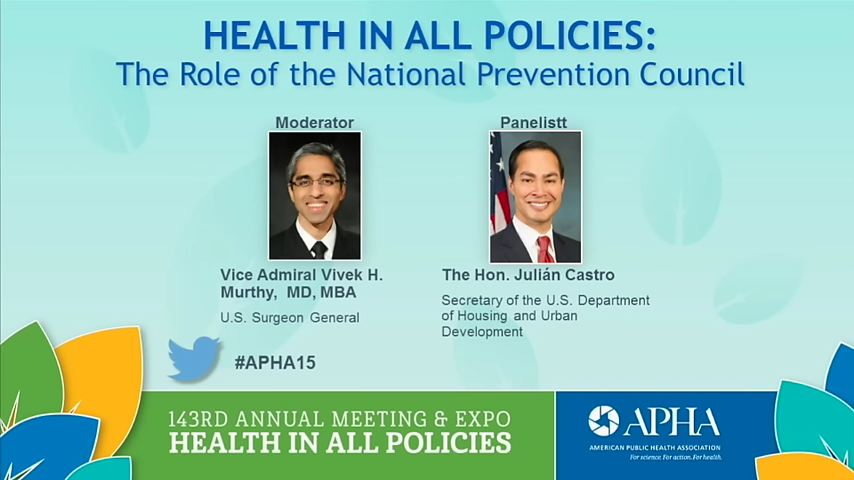 HEALTH IN ALL POLICIES:
The Role of the National Prevention Council
Moderator
Panelistt
Vice Admiral Vivek H.
Murthy, MD, MBA
U.S. Surgeon General
The Hon. Julián Castro
Secretary of the U.S. Department
of Housing and Urban
Development
#APHA15
143RD ANNUAL MEETING & EXPO
HEALTH IN ALL POLICIES
APHA
AMERICAN PUBLIC HEALTH ASSOCIATION
For science. For action. For health.